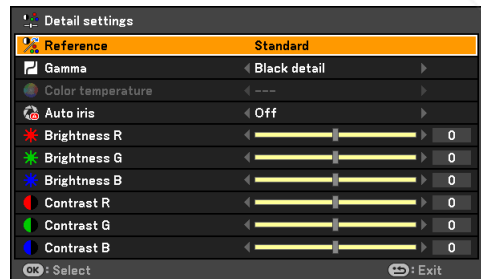 Detail settings
Reference Standard
Gamma Black detail
Color temperature ---
Auto iris Off
Brightness R 0
Brightness G 0
Brightness B 0
Contrast R 0
Contrast G 0
Contrast B 0
OK : Select : Exit